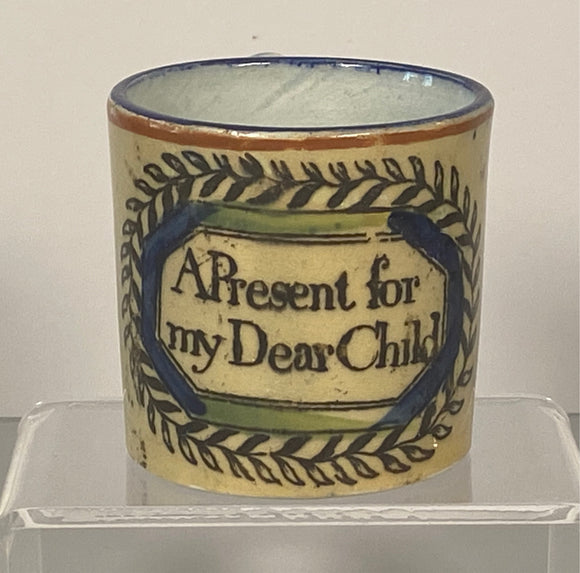 A Present for
my Dear Child